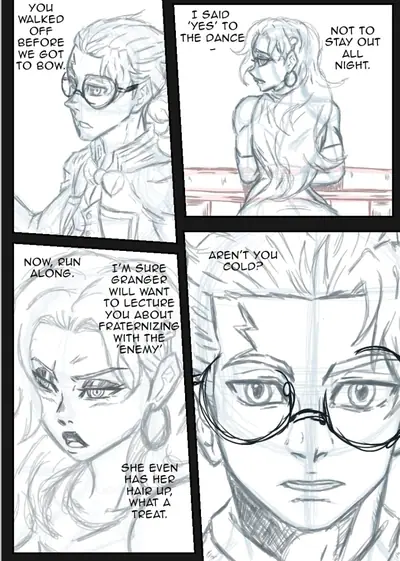 YOU
WALKED
OFF
BEFORE
WE GOT
TO BOW.
I SAID
'YES' TO
THE DANCE
-
NOT TO
STAY OUT
ALL
NIGHT.
NOW, RUN
ALONG.
I'M SURE
GRANGER
WILL WANT
TO LECTURE
YOU ABOUT
FRATERNIZING
WITH THE
'ENEMY'
SHE EVEN
HAS HER
HAIR UP,
WHAT A
TREAT.
AREN'T YOU
COLD?